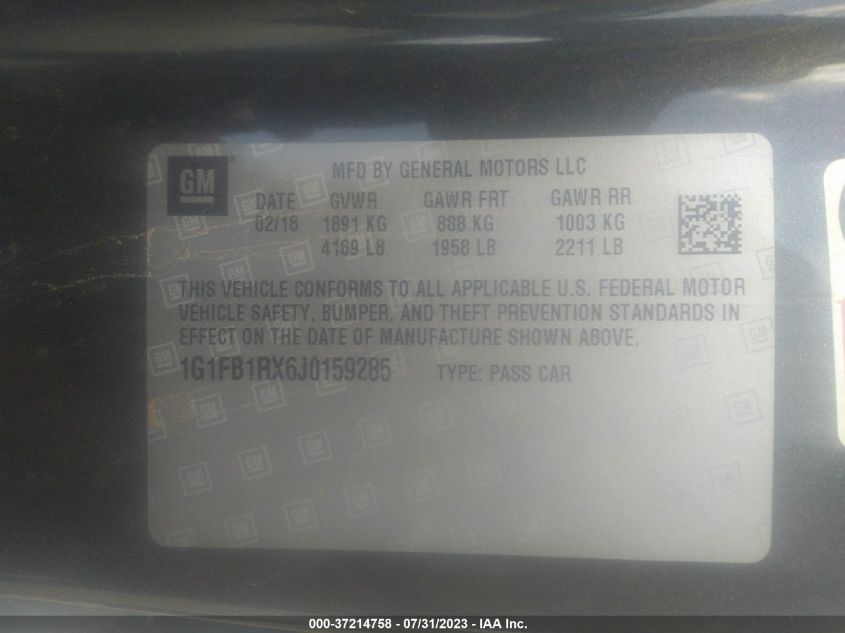 GM
MFD BY GENERAL MOTORS LLC
DATE GVWR GAWR FRT GAWR RR
02/18 1891 KG 888 KG 1003 KG
4169 LB 1958 LB 2211 LB
THIS VEHICLE CONFORMS TO ALL APPLICABLE U.S. FEDERAL MOTOR
VEHICLE SAFETY, BUMPER, AND THEFT PREVENTION STANDARDS IN
EFFECT ON THE DATE OF MANUFACTURE SHOWN ABOVE.
1G1FB1RX6J0159285 TYPE: PASS CAR
000-37214758 - 07/31/2023 - IAA Inc.